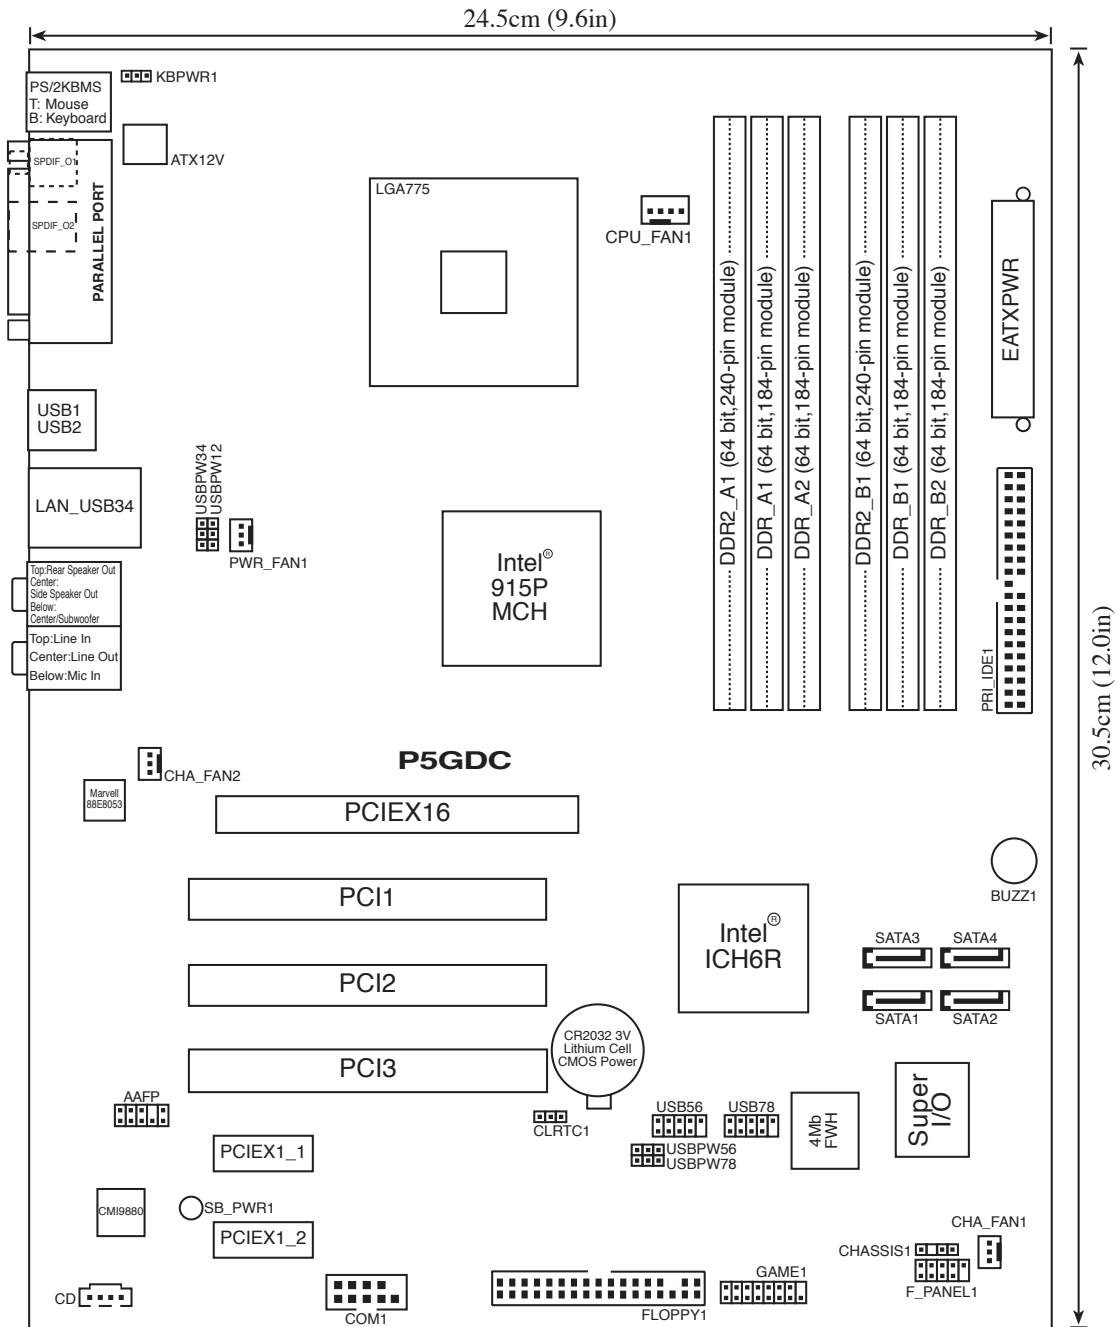 24.5cm (9.6in)
PS/2KBMS
T: Mouse
B: Keyboard
KBPWR1
ATX12V
SPDIF_O1
SPDIF_O2
PARALLEL PORT
LGA775
CPU_FAN1
DDR2_A1 (64 bit,240-pin module)
DDR_A1 (64 bit,184-pin module)
DDR_A2 (64 bit,184-pin module)
DDR2_B1 (64 bit,240-pin module)
DDR_B1 (64 bit,184-pin module)
DDR_B2 (64 bit,184-pin module)
EATXPWR
USB1
USB2
LAN_USB34
USBPW34
USBPW12
PWR_FAN1
Intel®
915P
MCH
PRI_IDE1
30.5cm (12.0in)
Top:Rear Speaker Out
Center:
Side Speaker Out
Below:
Center/Subwoofer
Top:Line In
Center:Line Out
Below:Mic In
P5GDC
CHA_FAN2
Marvell
88E8053
PCIEX16
BUZZ1
PCI1
Intel®
ICH6R
SATA3
SATA4
SATA1
SATA2
PCI2
CR2032 3V
Lithium Cell
CMOS Power
PCI3
Super
I/O
AAFP
CLRTC1
USB56
USB78
USBPW56
USBPW78
4Mb
FWH
PCIEX1_1
CMI9880
SB_PWR1
PCIEX1_2
CHA_FAN1
CHASSIS1
F_PANEL1
CD
COM1
FLOPPY1
GAME1